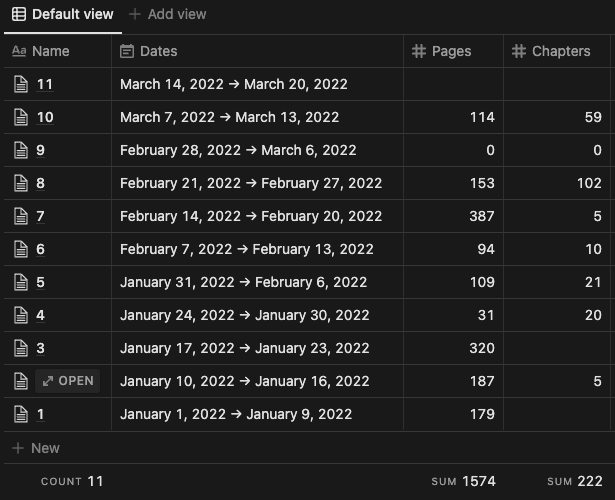 Default view + Add view
Aa Name Dates # Pages # Chapters
11 March 14, 2022 → March 20, 2022
10 March 7, 2022 → March 13, 2022 114 59
9 February 28, 2022 → March 6, 2022 0 0
8 February 21, 2022 → February 27, 2022 153 102
7 February 14, 2022 → February 20, 2022 387 5
6 February 7, 2022 → February 13, 2022 94 10
5 January 31, 2022 → February 6, 2022 109 21
4 January 24, 2022 → January 30, 2022 31 20
3 January 17, 2022 → January 23, 2022 320
OPEN January 10, 2022 → January 16, 2022 187 5
1 January 1, 2022 → January 9, 2022 179
+ New
COUNT 11 SUM 1574 SUM 222